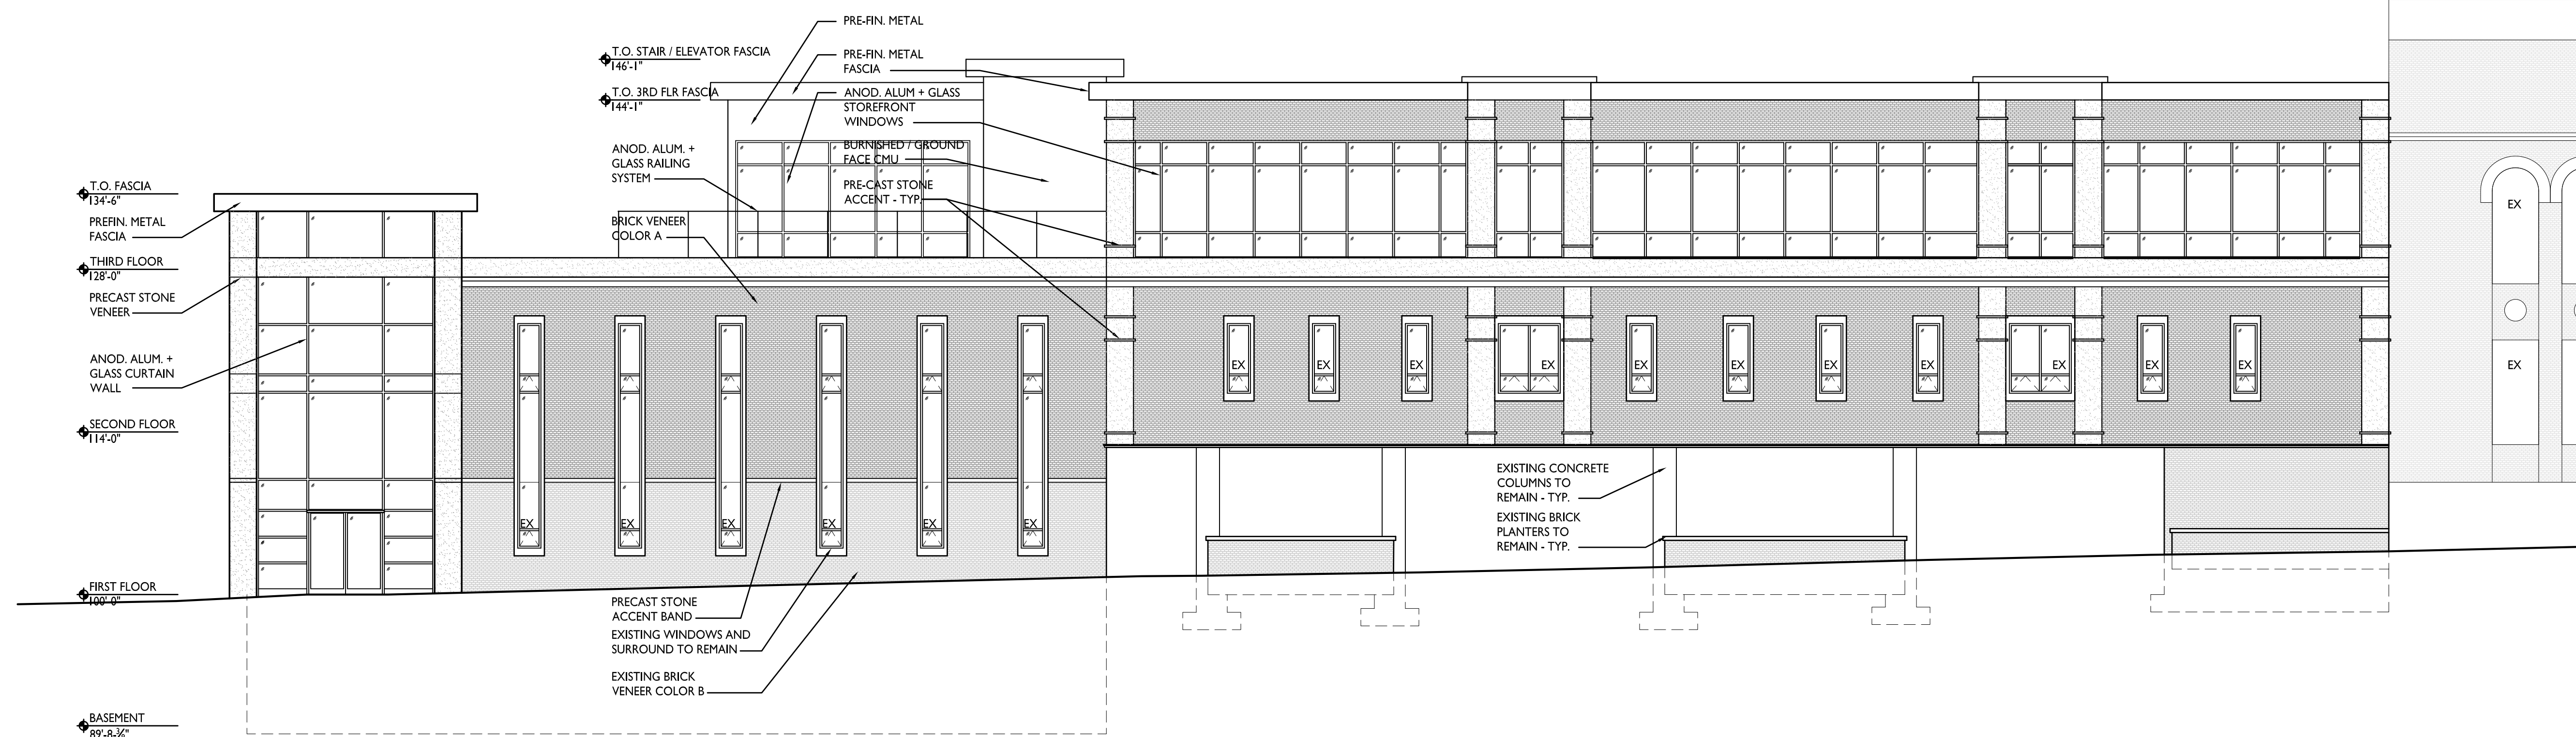 PRE-FIN. METAL
T.O. STAIR / ELEVATOR FASCIA
146'-1"
PRE-FIN. METAL
FASCIA
T.O. 3RD FLR FASCIA
144'-1"
ANOD. ALUM + GLASS
STOREFRONT
WINDOWS
ANOD. ALUM. +
GLASS RAILING
SYSTEM
BURNISHED / GROUND
FACE CMU
PRE-CAST STONE
ACCENT - TYP.
BRICK VENEER
COLOR A
T.O. FASCIA
134'-6"
PREFIN. METAL
FASCIA
THIRD FLOOR
128'-0"
PRECAST STONE
VENEER
ANOD. ALUM. +
GLASS CURTAIN
WALL
SECOND FLOOR
114'-0"
FIRST FLOOR
100'-0"
BASEMENT
EX
EX
EX EX EX EX EX EX EX EX EX EX EX EX
EX EX EX EX EX EX
EXISTING CONCRETE
COLUMNS TO
REMAIN - TYP.
EXISTING BRICK
PLANTERS TO
REMAIN - TYP.
PRECAST STONE
ACCENT BAND
EXISTING WINDOWS AND
SURROUND TO REMAIN
EXISTING BRICK
VENEER COLOR B